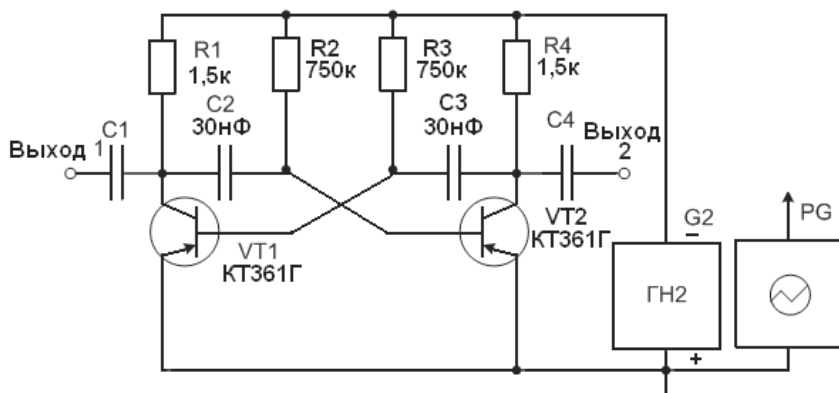 R1
1,5к
R2
750к
R3
750к
R4
1,5к
C1
C2
30нФ
C3
30нФ
C4
Выход 1
Выход
2
VT1
КТ361Г
VT2
КТ361Г
G2
–
ГН2
+
PG